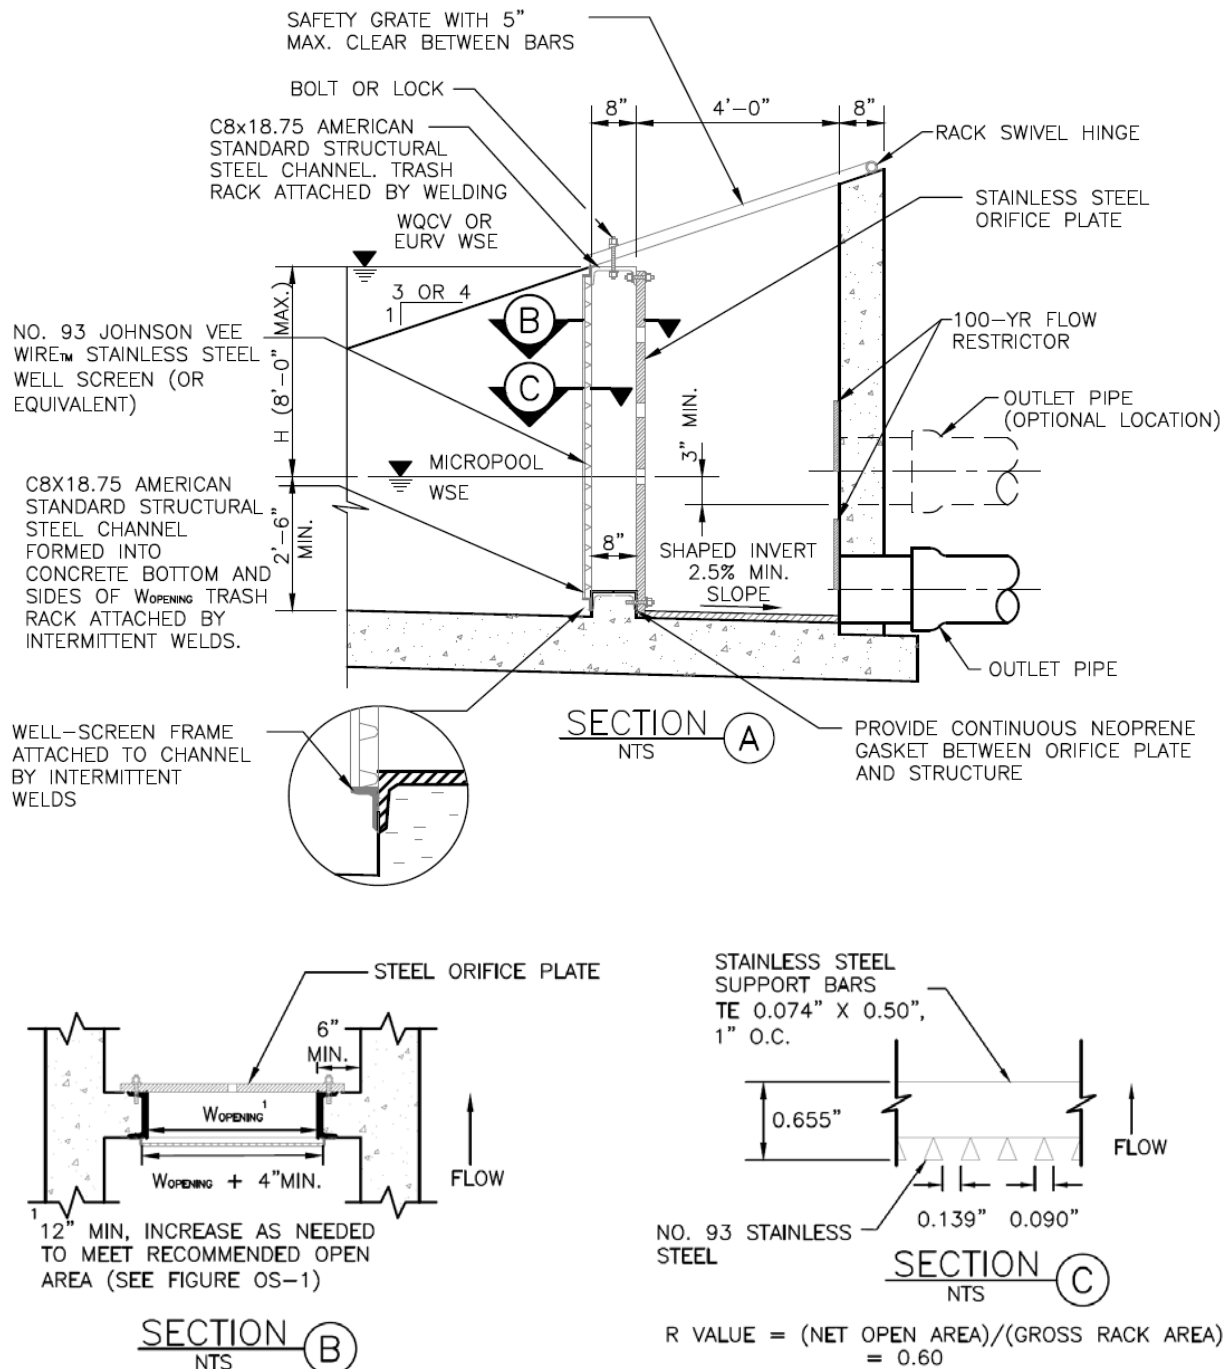 SAFETY GRATE WITH 5"
MAX. CLEAR BETWEEN BARS
BOLT OR LOCK
8"
4'-0"
8"
C8x18.75 AMERICAN
STANDARD STRUCTURAL
STEEL CHANNEL. TRASH
RACK ATTACHED BY WELDING
RACK SWIVEL HINGE
STAINLESS STEEL
ORIFICE PLATE
WQCV OR
EURV WSE
3 OR 4
1
B
C
H (8'-0" MAX.)
NO. 93 JOHNSON VEE
WIRE™ STAINLESS STEEL
WELL SCREEN (OR
EQUIVALENT)
100-YR FLOW
RESTRICTOR
OUTLET PIPE
(OPTIONAL LOCATION)
3" MIN.
MICROPOOL
WSE
C8X18.75 AMERICAN
STANDARD STRUCTURAL
STEEL CHANNEL
FORMED INTO
CONCRETE BOTTOM AND
SIDES OF WOPENING TRASH
RACK ATTACHED BY
INTERMITTENT WELDS.
2'-6"
MIN.
8"
SHAPED INVERT
2.5% MIN.
SLOPE
OUTLET PIPE
WELL-SCREEN FRAME
ATTACHED TO CHANNEL
BY INTERMITTENT
WELDS
SECTION A
NTS
PROVIDE CONTINUOUS NEOPRENE
GASKET BETWEEN ORIFICE PLATE
AND STRUCTURE
STEEL ORIFICE PLATE
6"
MIN.
WOPENING 1
WOPENING + 4"MIN.
FLOW
1
12" MIN, INCREASE AS NEEDED
TO MEET RECOMMENDED OPEN
AREA (SEE FIGURE OS-1)
SECTION B
NTS
STAINLESS STEEL
SUPPORT BARS
TE 0.074" X 0.50",
1" O.C.
0.655"
FLOW
0.139" 0.090"
NO. 93 STAINLESS
STEEL
SECTION C
NTS
R VALUE = (NET OPEN AREA)/(GROSS RACK AREA)
= 0.60